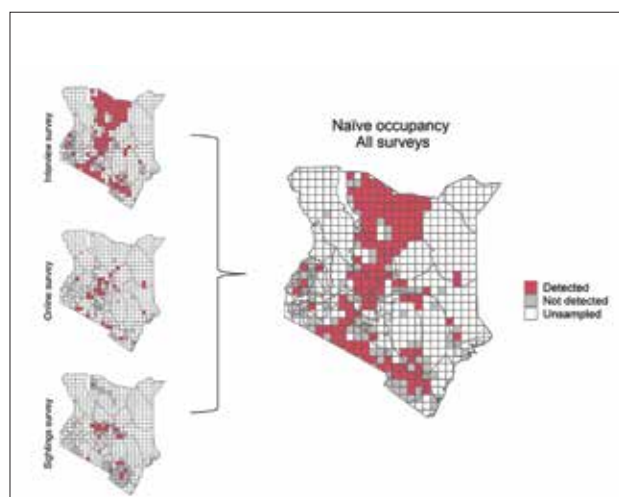 Interview survey
Online survey
Sightings survey
Naïve occupancy
All surveys
Detected
Not detected
Unsampled